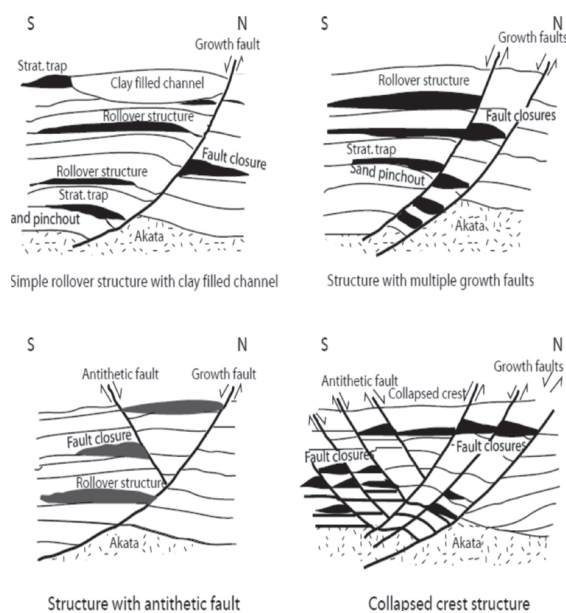 S N
Growth fault
Strat. trap
Clay filled channel
Rollover structure
Fault closure
Rollover structure
Strat. trap
and pinchout
Akata
Simple rollover structure with clay filled channel
S N
Growth faults
Rollover structure
Fault closures
Strat. trap
Sand pinchout
Akata
Structure with multiple growth faults
S N
Antithetic fault Growth fault
Fault closure
Rollover structure
Akata
Structure with antithetic fault
S N
Growth faults
Antithetic fault
Collapsed crest
Fault closures
Fault closures
Akata
Collapsed crest structure